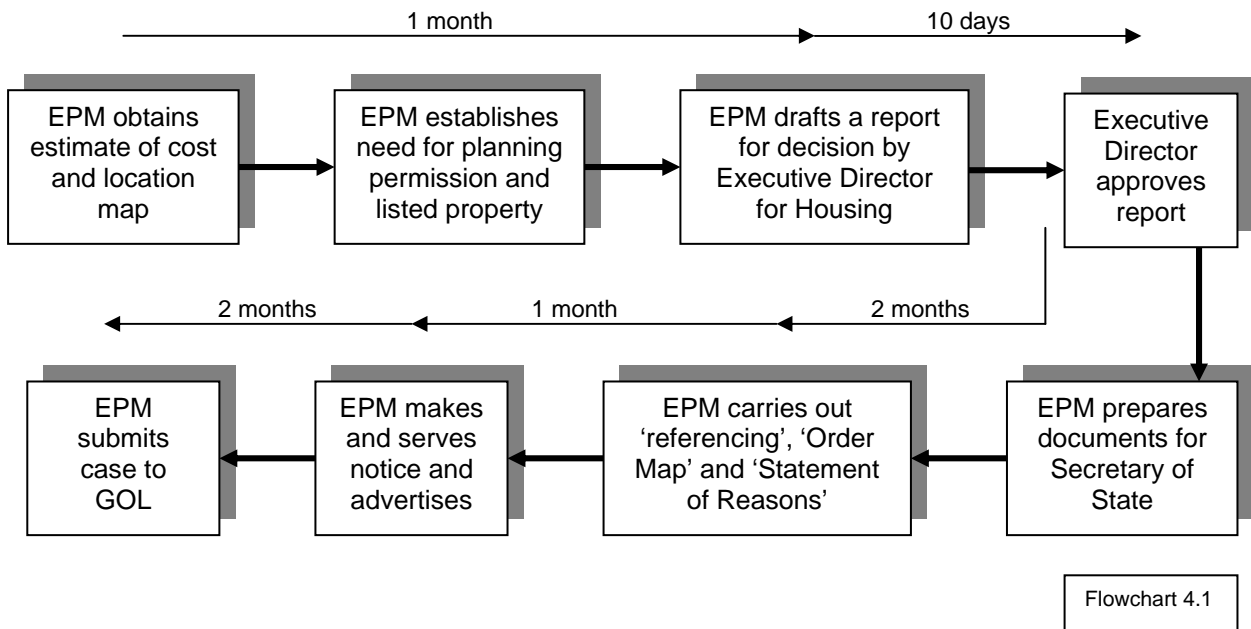 1 month
10 days
EPM obtains
estimate of cost
and location
map
EPM establishes
need for planning
permission and
listed property
EPM drafts a report
for decision by
Executive Director
for Housing
Executive
Director
approves
report
2 months
1 month
2 months
EPM
submits
case to
GOL
EPM makes
and serves
notice and
advertises
EPM carries out
‘referencing’, ‘Order
Map’ and ‘Statement
of Reasons’
EPM prepares
documents for
Secretary of
State
Flowchart 4.1